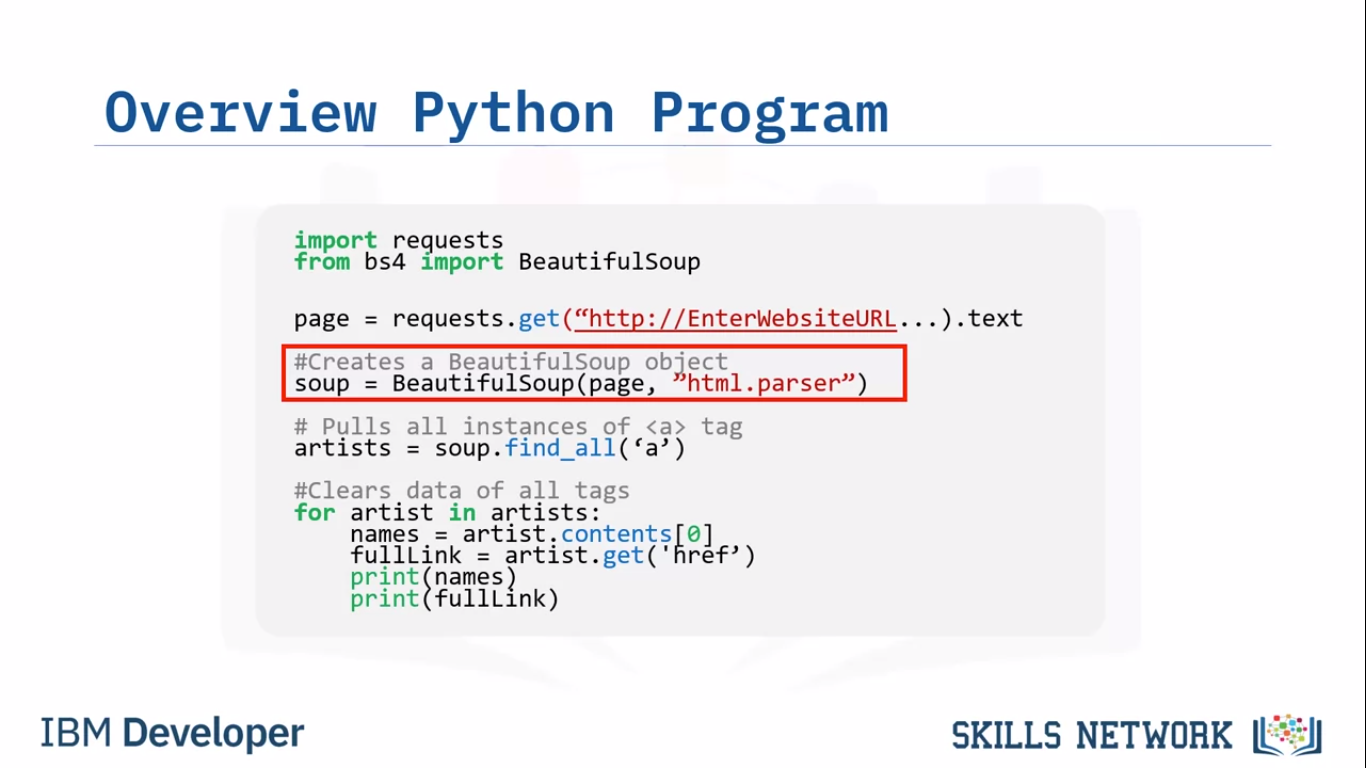 Overview Python Program
import requests
from bs4 import BeautifulSoup
page = requests.get(“http://EnterWebsiteURL...).text
#Creates a BeautifulSoup object
soup = BeautifulSoup(page, ”html.parser”)
# Pulls all instances of <a> tag
artists = soup.find_all(‘a’)
#Clears data of all tags
for artist in artists:
    names = artist.contents[0]
    fullLink = artist.get('href’)
    print(names)
    print(fullLink)
IBM Developer
SKILLS NETWORK